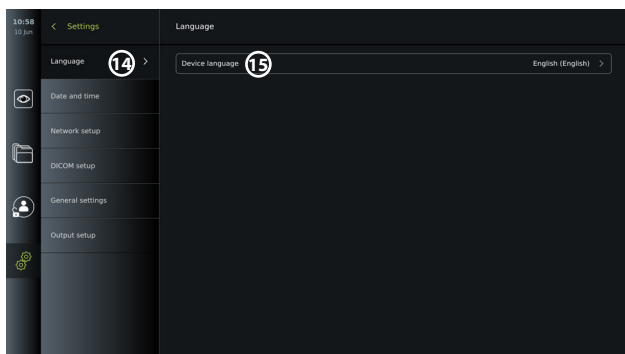 10:58
10 Jun
Settings
Language
Language 14
Device language 15 English (English)
Date and time
Network setup
DICOM setup
General settings
Output setup